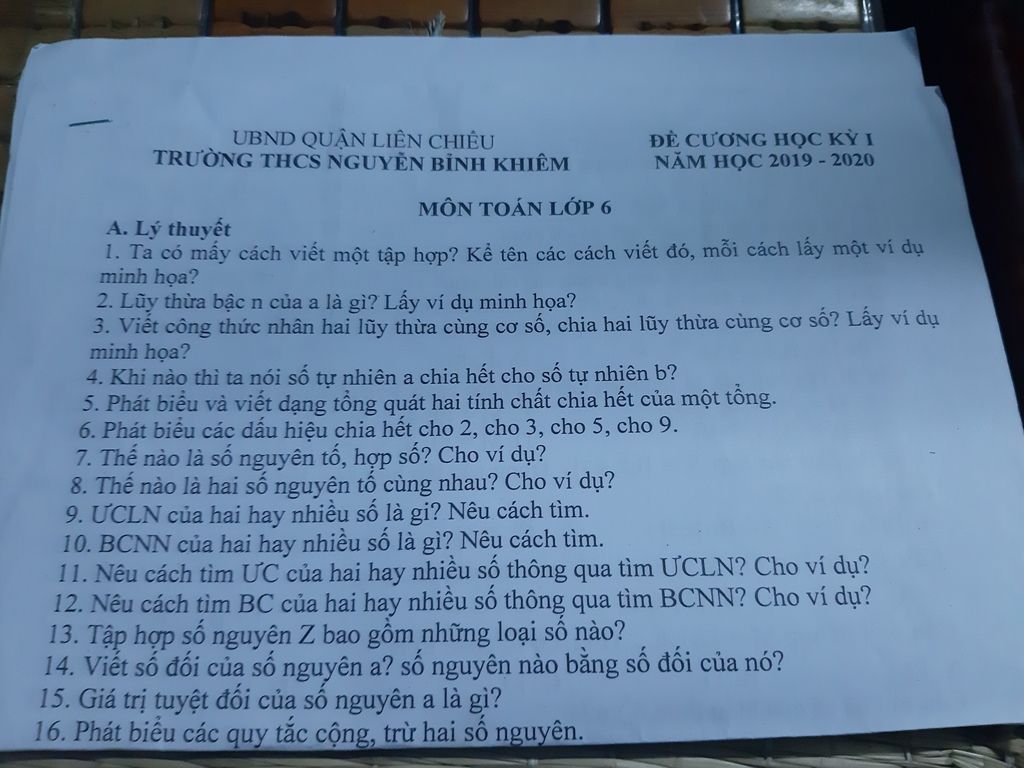 UBND QUẬN LIÊN CHIỂU
ĐỀ CƯƠNG HỌC KỲ I
TRƯỜNG THCS NGUYỄN BỈNH KHIÊM
NĂM HỌC 2019 - 2020
MÔN TOÁN LỚP 6
A. Lý thuyết
1. Ta có mấy cách viết một tập hợp? Kể tên các cách viết đó, mỗi cách lấy một ví dụ
minh họa?
2. Lũy thừa bậc n của a là gì? Lấy ví dụ minh họa?
3. Viết công thức nhân hai lũy thừa cùng cơ số, chia hai lũy thừa cùng cơ số? Lấy ví dụ
minh họa?
4. Khi nào thì ta nói số tự nhiên a chia hết cho số tự nhiên b?
5. Phát biểu và viết dạng tổng quát hai tính chất chia hết của một tổng.
6. Phát biểu các dấu hiệu chia hết cho 2, cho 3, cho 5, cho 9.
7. Thế nào là số nguyên tố, hợp số? Cho ví dụ?
8. Thế nào là hai số nguyên tố cùng nhau? Cho ví dụ?
9. ƯCLN của hai hay nhiều số là gì? Nêu cách tìm.
10. BCNN của hai hay nhiều số là gì? Nêu cách tìm.
11. Nêu cách tìm ƯC của hai hay nhiều số thông qua tìm ƯCLN? Cho ví dụ?
12. Nêu cách tìm BC của hai hay nhiều số thông qua tìm BCNN? Cho ví dụ?
13. Tập hợp số nguyên Z bao gồm những loại số nào?
14. Viết số đối của số nguyên a? số nguyên nào bằng số đối của nó?
15. Giá trị tuyệt đối của số nguyên a là gì?
16. Phát biểu các quy tắc cộng, trừ hai số nguyên.